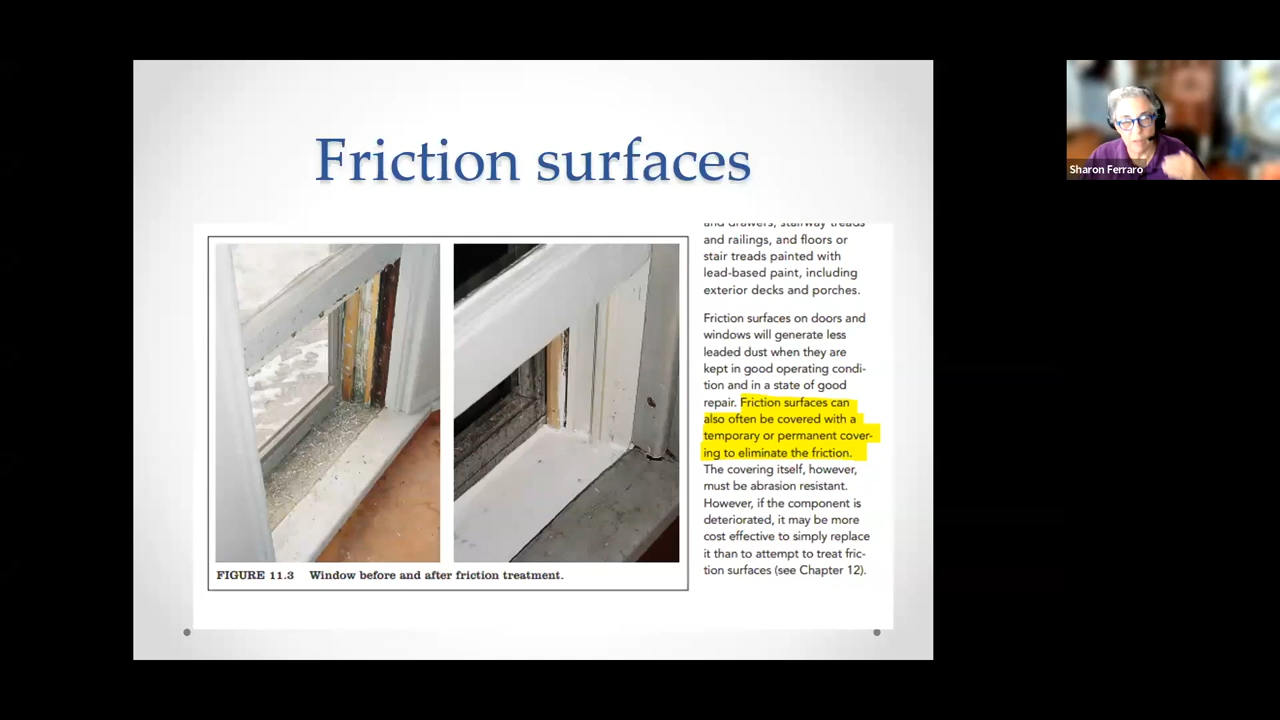 Friction surfaces
and drawers, stairway treads
and railings, and floors or
stair treads painted with
lead-based paint, including
exterior decks and porches.
Friction surfaces on doors and
windows will generate less
leaded dust when they are
kept in good operating condi-
tion and in a state of good
repair. Friction surfaces can
also often be covered with a
temporary or permanent cover-
ing to eliminate the friction.
The covering itself, however,
must be abrasion resistant.
However, if the component is
deteriorated, it may be more
cost effective to simply replace
it than to attempt to treat fric-
tion surfaces (see Chapter 12).
FIGURE 11.3 Window before and after friction treatment.
Sharon Ferraro